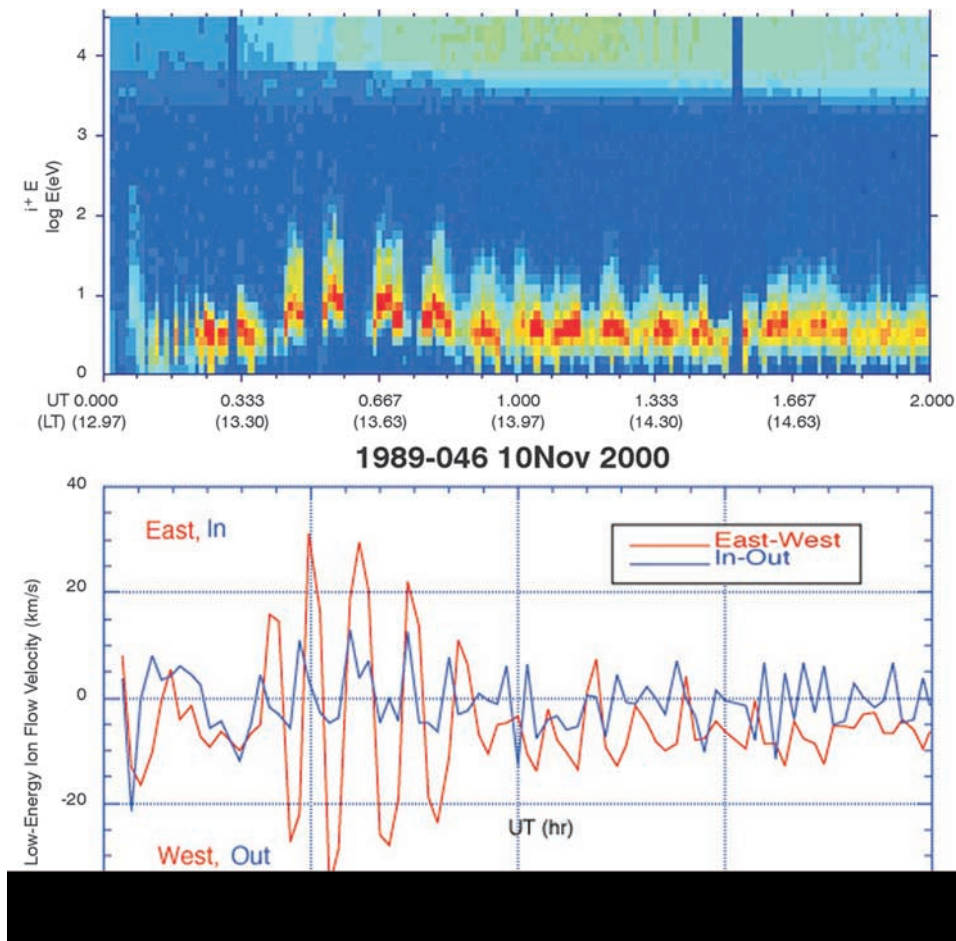 4
3
2
1
0
i+ E
log E(eV)
UT 0.000 0.333 0.667 1.000 1.333 1.667 2.000
(LT) (12.97) (13.30) (13.63) (13.97) (14.30) (14.63)
1989-046 10Nov 2000
40
20
0
-20
Low-Energy Ion Flow Velocity (km/s)
East, In
East-West
In-Out
UT (hr)
West, Out